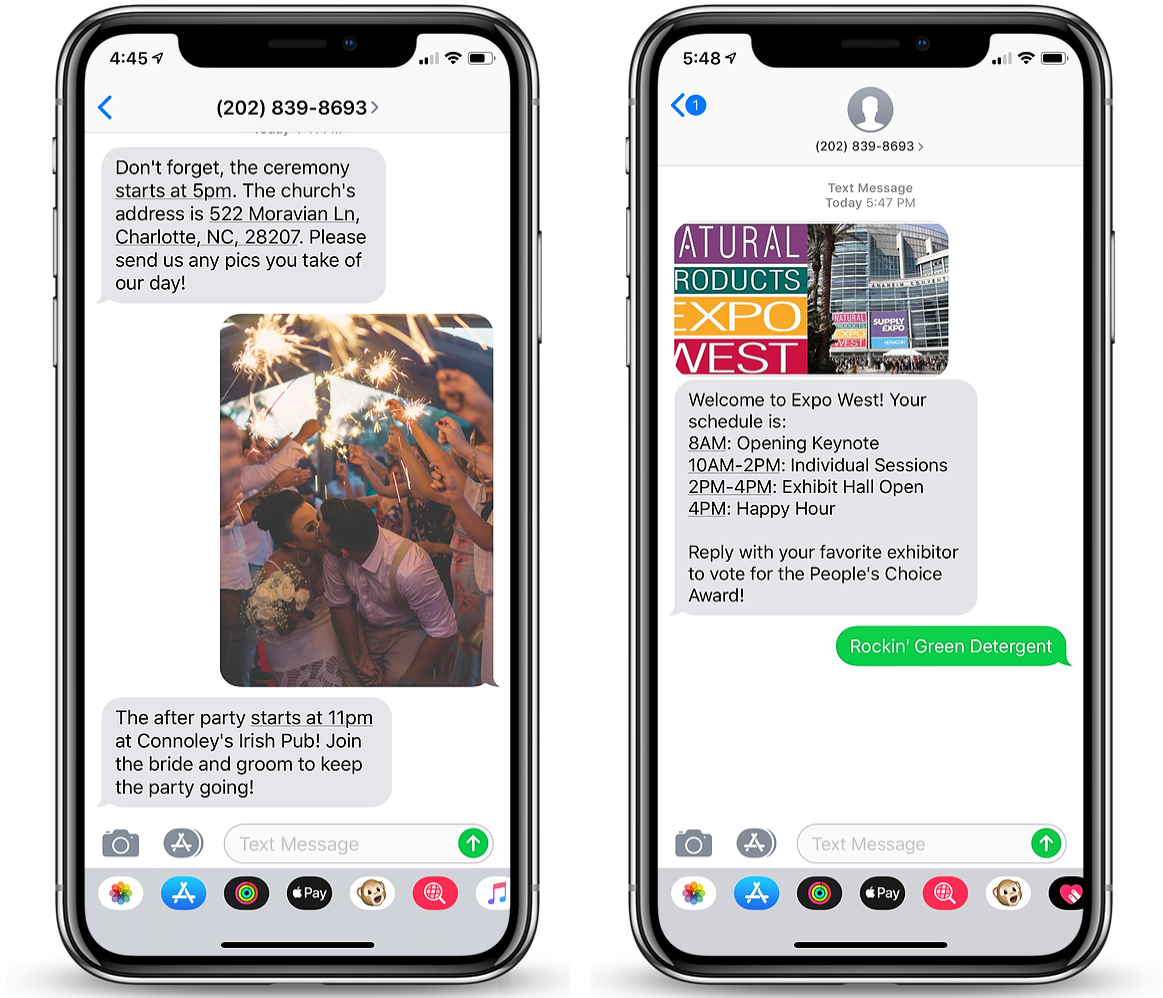 4:45
(202) 839-8693
Today
Don't forget, the ceremony
starts at 5pm. The church's
address is 522 Moravian Ln,
Charlotte, NC, 28207. Please
send us any pics you take of
our day!
The after party starts at 11pm
at Connoley's Irish Pub! Join
the bride and groom to keep
the party going!
Text Message
Pay
5:48
1
(202) 839-8693
Text Message
Today 5:47 PM
ATURAL
RODUCTS
EXPO
WEST
ANAHEIM CONVENT
NATURAL
PRODUCTS
EXPO
WEST
SUPPLY
EXPO
Welcome to Expo West! Your
schedule is:
8AM: Opening Keynote
10AM-2PM: Individual Sessions
2PM-4PM: Exhibit Hall Open
4PM: Happy Hour
Reply with your favorite exhibitor
to vote for the People's Choice
Award!
Rockin' Green Detergent
Text Message
Pay